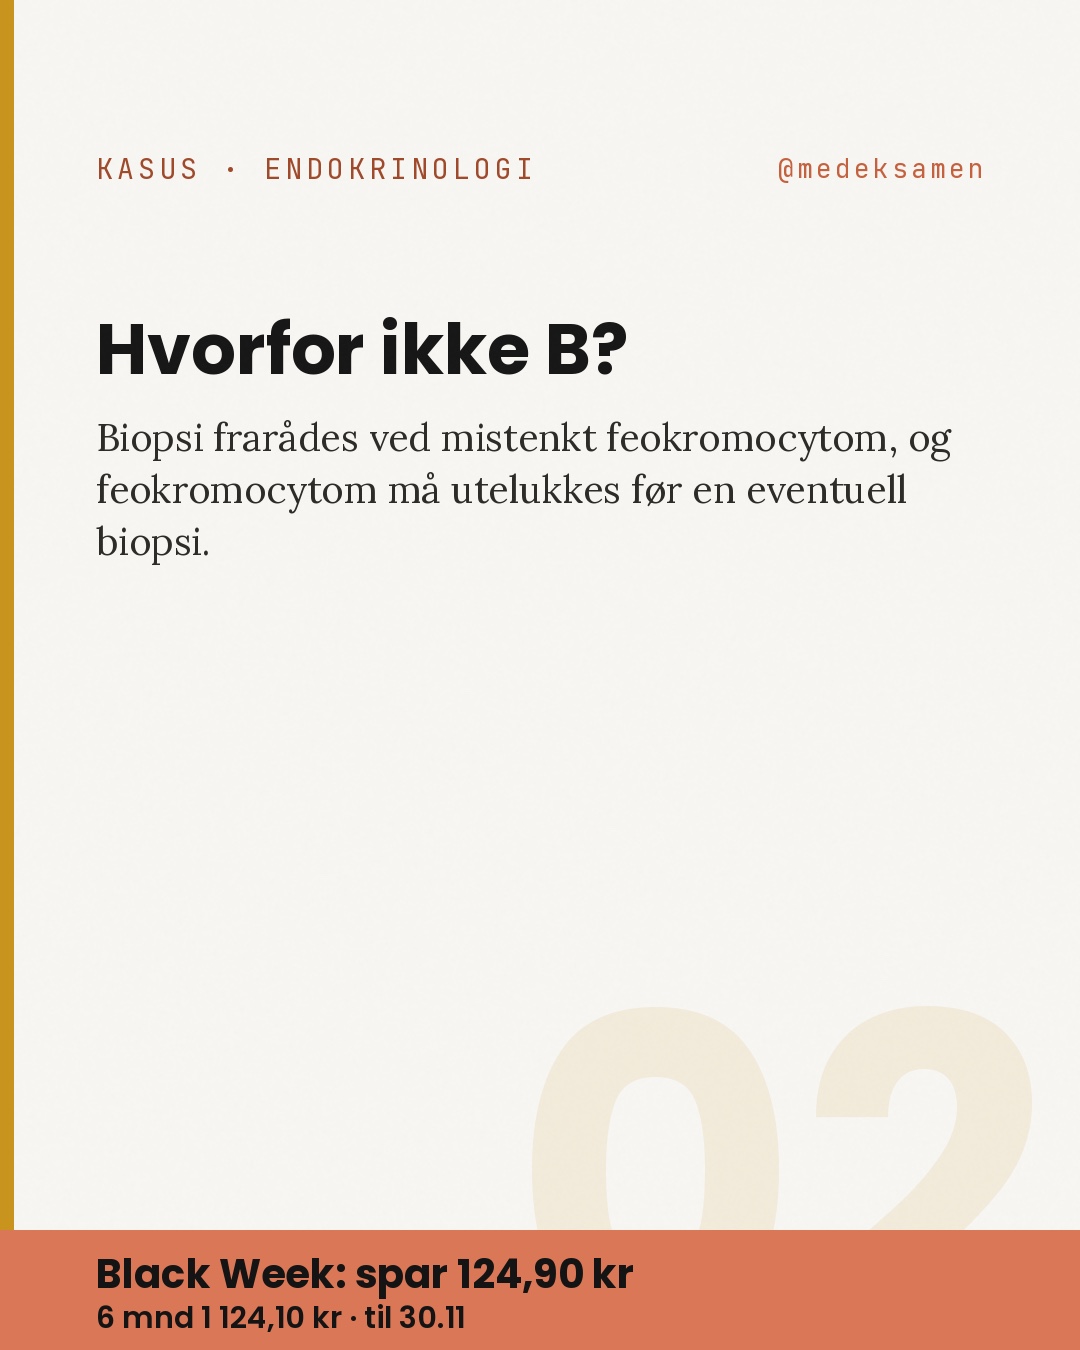 KASUS · ENDOKRINOLOGI
@medeksamen
Hvorfor ikke B?
Biopsi frarådes ved mistenkt feokromocytom, og
feokromocytom må utelukkes før en eventuell
biopsi.
02
Black Week: spar 124,90 kr
6 mnd 1 124,10 kr · til 30.11